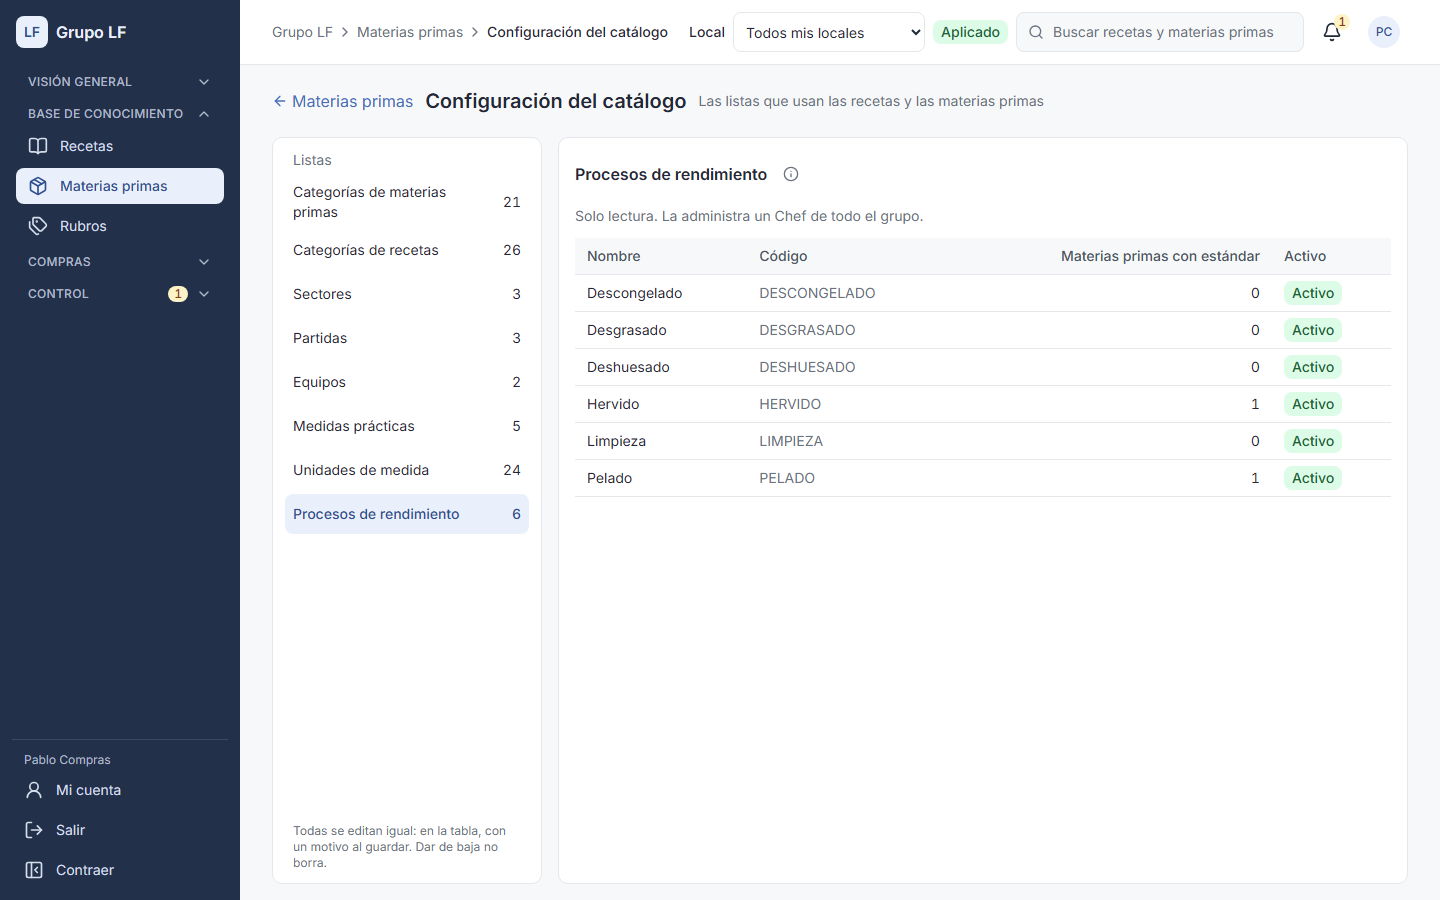 LF Grupo LF
VISIÓN GENERAL
BASE DE CONOCIMIENTO
Recetas
Materias primas
Rubros
COMPRAS
CONTROL 1
Pablo Compras
Mi cuenta
Salir
Contraer
Grupo LF Materias primas Configuración del catálogo Local Todos mis locales Aplicado Buscar recetas y materias primas 1 PC
Materias primas Configuración del catálogo Las listas que usan las recetas y las materias primas
Listas
Categorías de materias
primas 21
Categorías de recetas 26
Sectores 3
Partidas 3
Equipos 2
Medidas prácticas 5
Unidades de medida 24
Procesos de rendimiento 6
Todas se editan igual: en la tabla, con
un motivo al guardar. Dar de baja no
borra.
Procesos de rendimiento
Solo lectura. La administra un Chef de todo el grupo.
Nombre Código Materias primas con estándar Activo
Descongelado DESCONGELADO 0 Activo
Desgrasado DESGRASADO 0 Activo
Deshuesado DESHUESADO 0 Activo
Hervido HERVIDO 1 Activo
Limpieza LIMPIEZA 0 Activo
Pelado PELADO 1 Activo